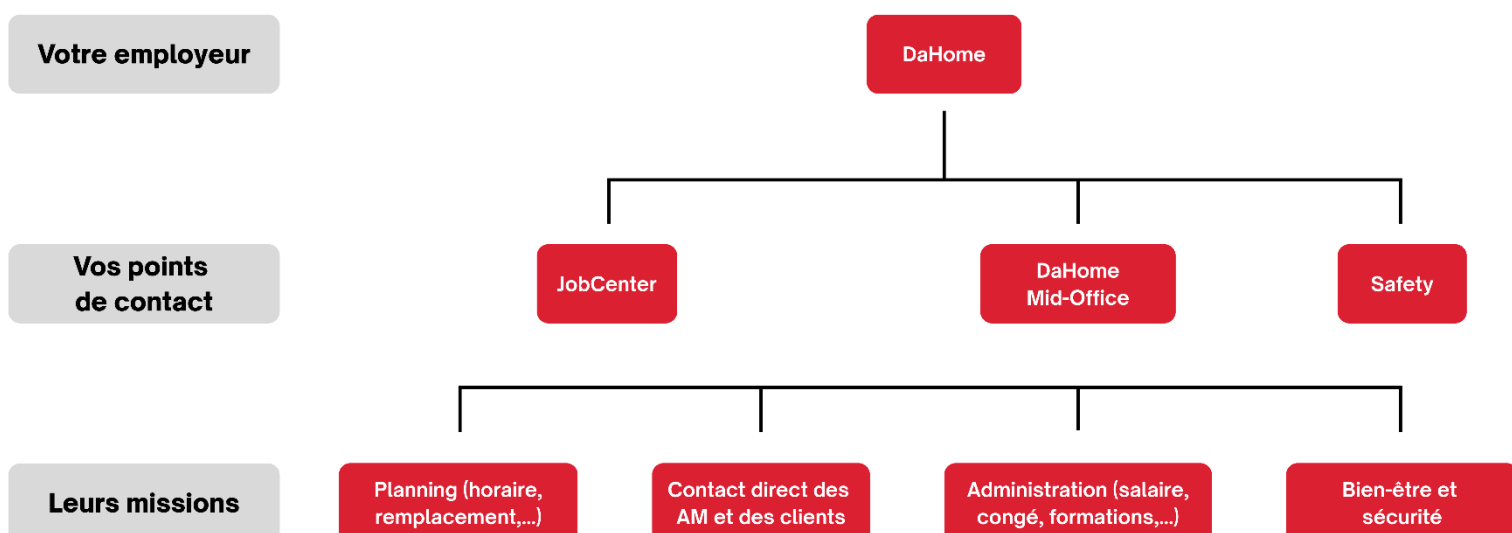 Votre employeur
DaHome
Vos points
de contact
JobCenter
DaHome
Mid-Office
Safety
Leurs missions
Planning (horaire,
remplacement,...)
Contact direct des
AM et des clients
Administration (salaire,
congé, formations,...)
Bien-être et
sécurité